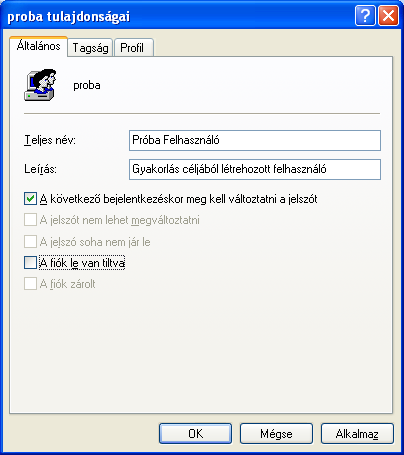 proba tulajdonságai
Általános Tagság Profil
proba
Teljes név: Próba Felhasználó
Leírás: Gyakorlás céljából létrehozott felhasználó
A következő bejelentkezéskor meg kell változtatni a jelszót
A jelszót nem lehet megváltoztatni
A jelszó soha nem jár le
A fiók le van tiltva
A fiók zárolt
OK Mégse Alkalmaz